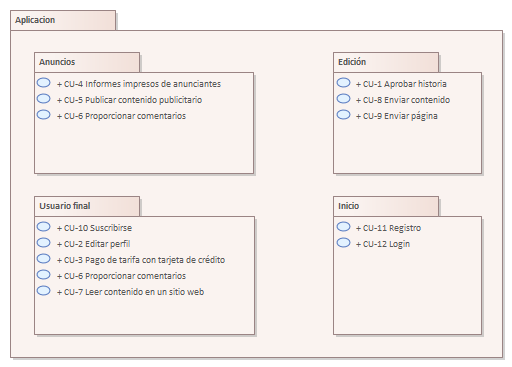 Aplicacion
Anuncios
+ CU-4 Informes impresos de anunciantes
+ CU-5 Publicar contenido publicitario
+ CU-6 Proporcionar comentarios
Edición
+ CU-1 Aprobar historia
+ CU-8 Enviar contenido
+ CU-9 Enviar página
Usuario final
+ CU-10 Suscribirse
+ CU-2 Editar perfil
+ CU-3 Pago de tarifa con tarjeta de crédito
+ CU-6 Proporcionar comentarios
+ CU-7 Leer contenido en un sitio web
Inicio
+ CU-11 Registro
+ CU-12 Login